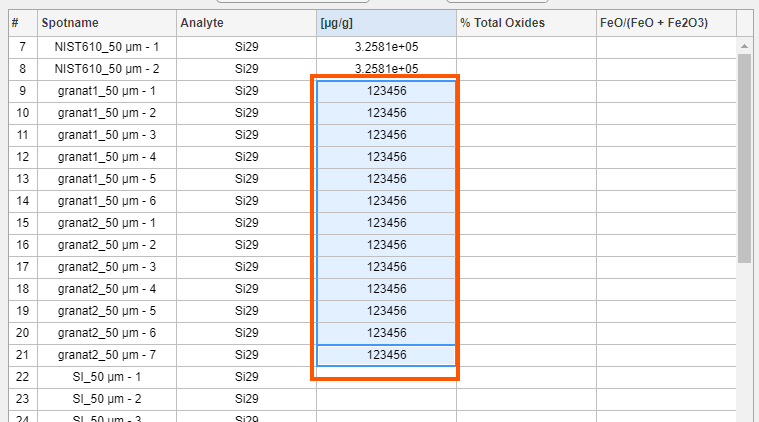 # Spotname Analyte [µg/g] % Total Oxides FeO/(FeO + Fe2O3)
7 NIST610_50 µm - 1 Si29 3.2581e+05
8 NIST610_50 µm - 2 Si29 3.2581e+05
9 granat1_50 µm - 1 Si29 123456
10 granat1_50 µm - 2 Si29 123456
11 granat1_50 µm - 3 Si29 123456
12 granat1_50 µm - 4 Si29 123456
13 granat1_50 µm - 5 Si29 123456
14 granat1_50 µm - 6 Si29 123456
15 granat2_50 µm - 1 Si29 123456
16 granat2_50 µm - 2 Si29 123456
17 granat2_50 µm - 3 Si29 123456
18 granat2_50 µm - 4 Si29 123456
19 granat2_50 µm - 5 Si29 123456
20 granat2_50 µm - 6 Si29 123456
21 granat2_50 µm - 7 Si29 123456
22 SI_50 µm - 1 Si29
23 SI_50 µm - 2 Si29
24 SI_50 µm - 3 Si29